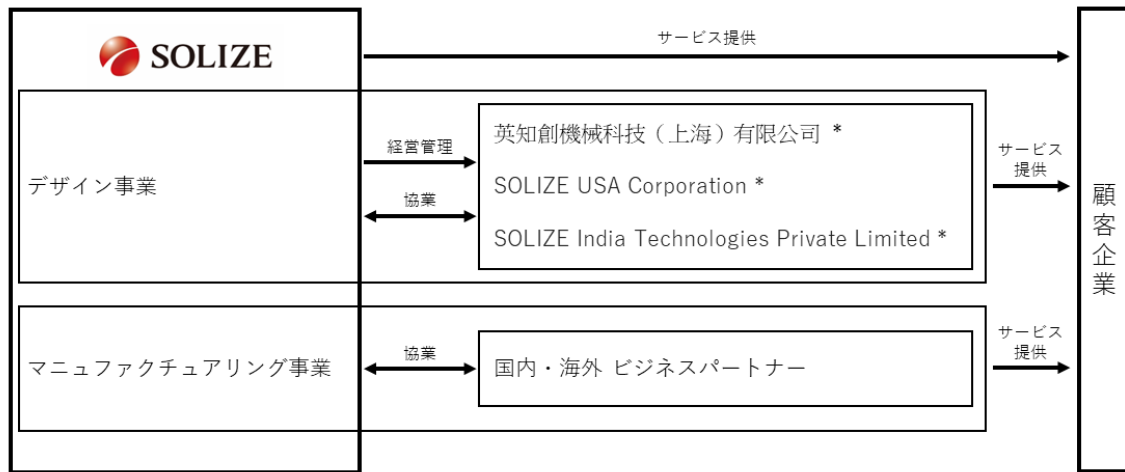 SOLIZE
サービス提供
デザイン事業
経営管理
協業
英知創機械科技（上海）有限公司 *
SOLIZE USA Corporation *
SOLIZE India Technologies Private Limited *
サービス
提供
マニュファクチュアリング事業
協業
国内・海外 ビジネスパートナー
サービス
提供
顧客企業